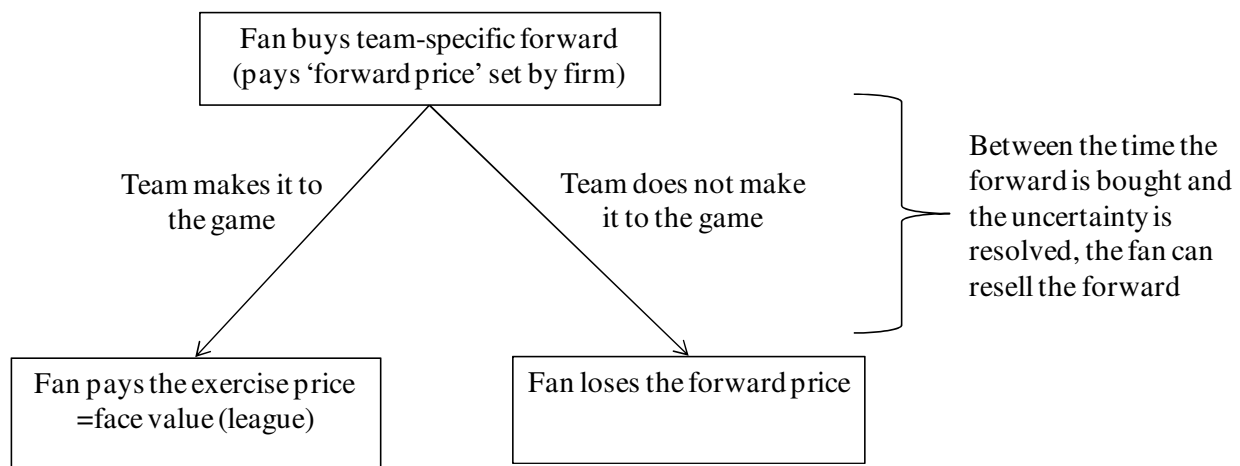 Fan buys team-specific forward
(pays ‘forward price’ set by firm)
Team makes it to
the game
Team does not make
it to the game
Between the time the
forward is bought and
the uncertainty is
resolved, the fan can
resell the forward
Fan pays the exercise price
=face value (league)
Fan loses the forward price